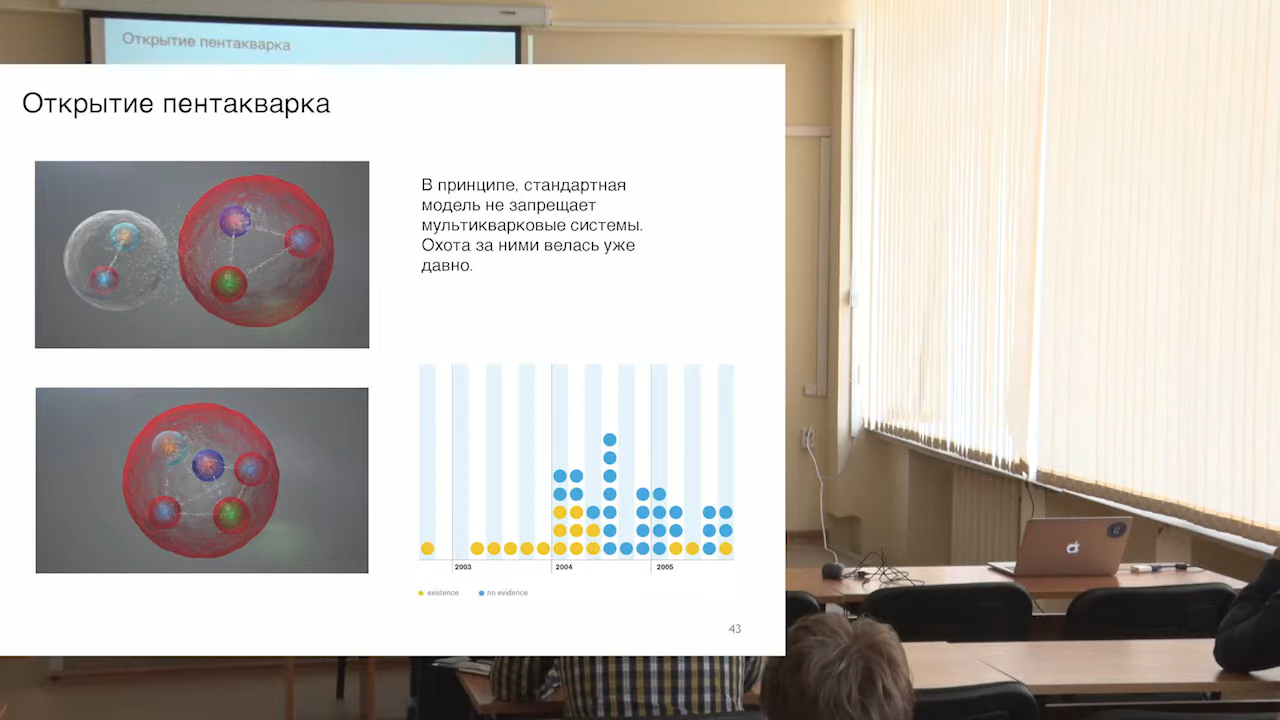 Открытие пентакварка
Открытие пентакварка
В принципе, стандартная
модель не запрещает
мультикварковые системы.
Охота за ними велась уже
давно.
2003
2004
2005
existence
no evidence
43